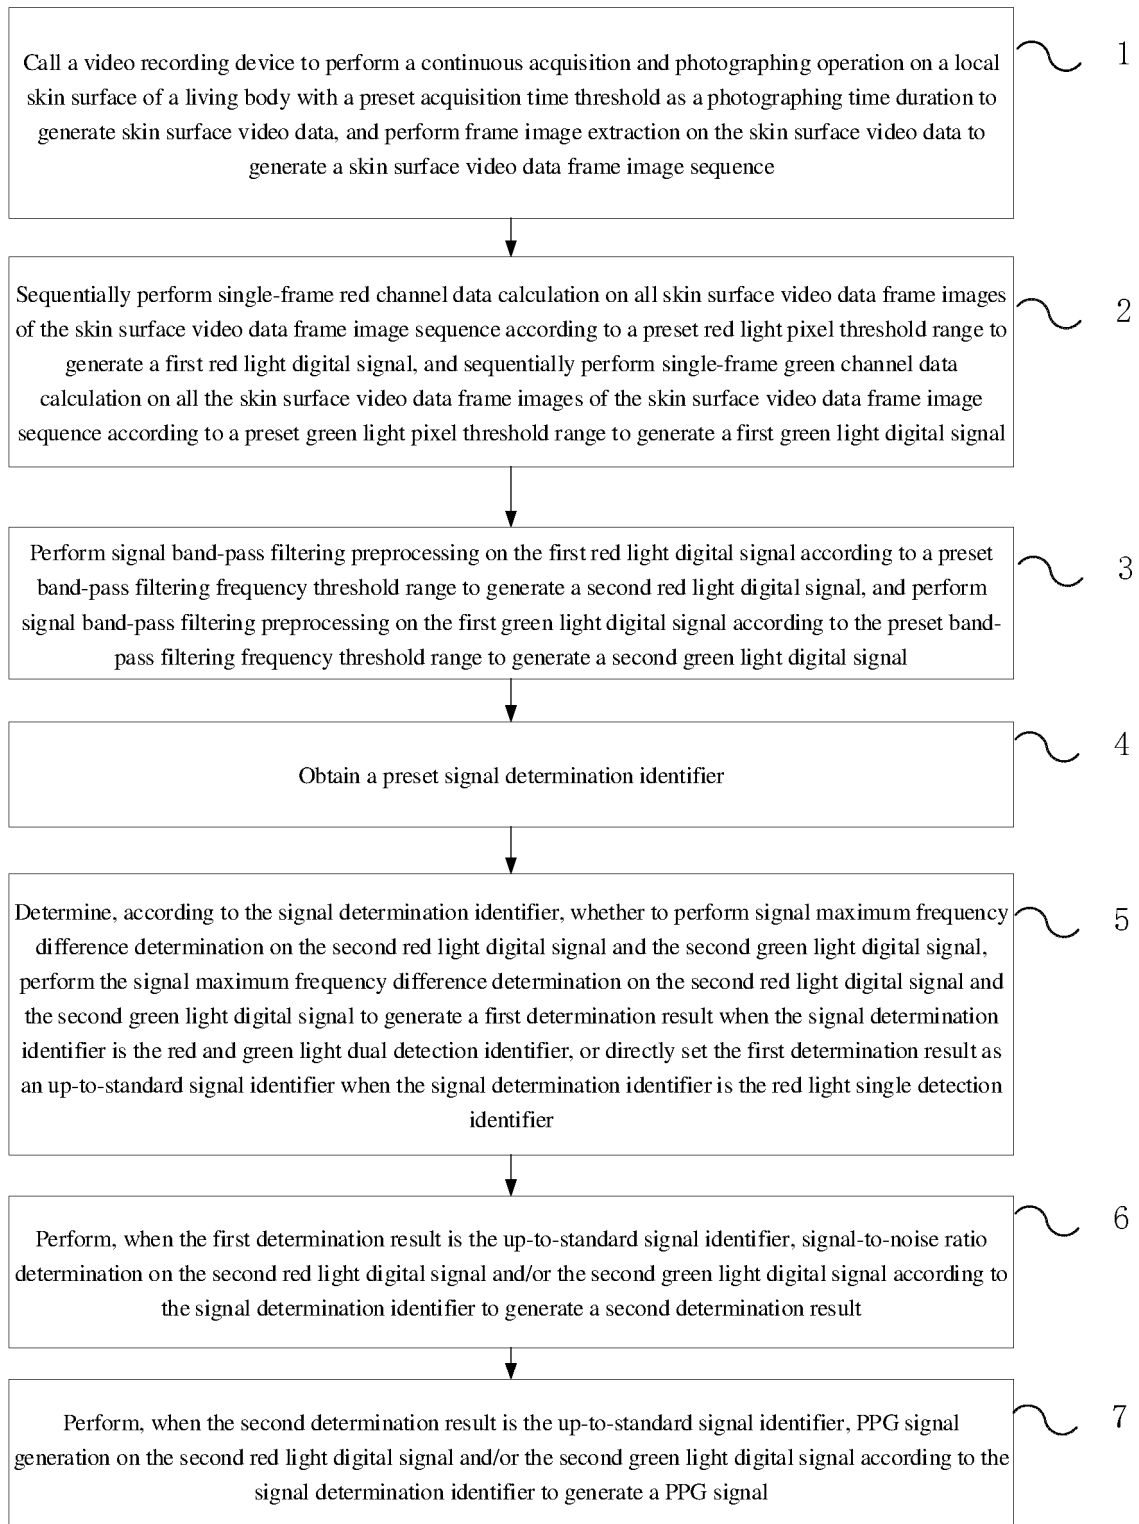 Call a video recording device to perform a continuous acquisition and photographing operation on a local
skin surface of a living body with a preset acquisition time threshold as a photographing time duration to
generate skin surface video data, and perform frame image extraction on the skin surface video data to
generate a skin surface video data frame image sequence
1
Sequentially perform single-frame red channel data calculation on all skin surface video data frame images
of the skin surface video data frame image sequence according to a preset red light pixel threshold range to
generate a first red light digital signal, and sequentially perform single-frame green channel data
calculation on all the skin surface video data frame images of the skin surface video data frame image
sequence according to a preset green light pixel threshold range to generate a first green light digital signal
2
Perform signal band-pass filtering preprocessing on the first red light digital signal according to a preset
band-pass filtering frequency threshold range to generate a second red light digital signal, and perform
signal band-pass filtering preprocessing on the first green light digital signal according to the preset band-
pass filtering frequency threshold range to generate a second green light digital signal
3
Obtain a preset signal determination identifier
4
Determine, according to the signal determination identifier, whether to perform signal maximum frequency
difference determination on the second red light digital signal and the second green light digital signal,
perform the signal maximum frequency difference determination on the second red light digital signal and
the second green light digital signal to generate a first determination result when the signal determination
identifier is the red and green light dual detection identifier, or directly set the first determination result as
an up-to-standard signal identifier when the signal determination identifier is the red light single detection
identifier
5
Perform, when the first determination result is the up-to-standard signal identifier, signal-to-noise ratio
determination on the second red light digital signal and/or the second green light digital signal according to
the signal determination identifier to generate a second determination result
6
Perform, when the second determination result is the up-to-standard signal identifier, PPG signal
generation on the second red light digital signal and/or the second green light digital signal according to the
signal determination identifier to generate a PPG signal
7